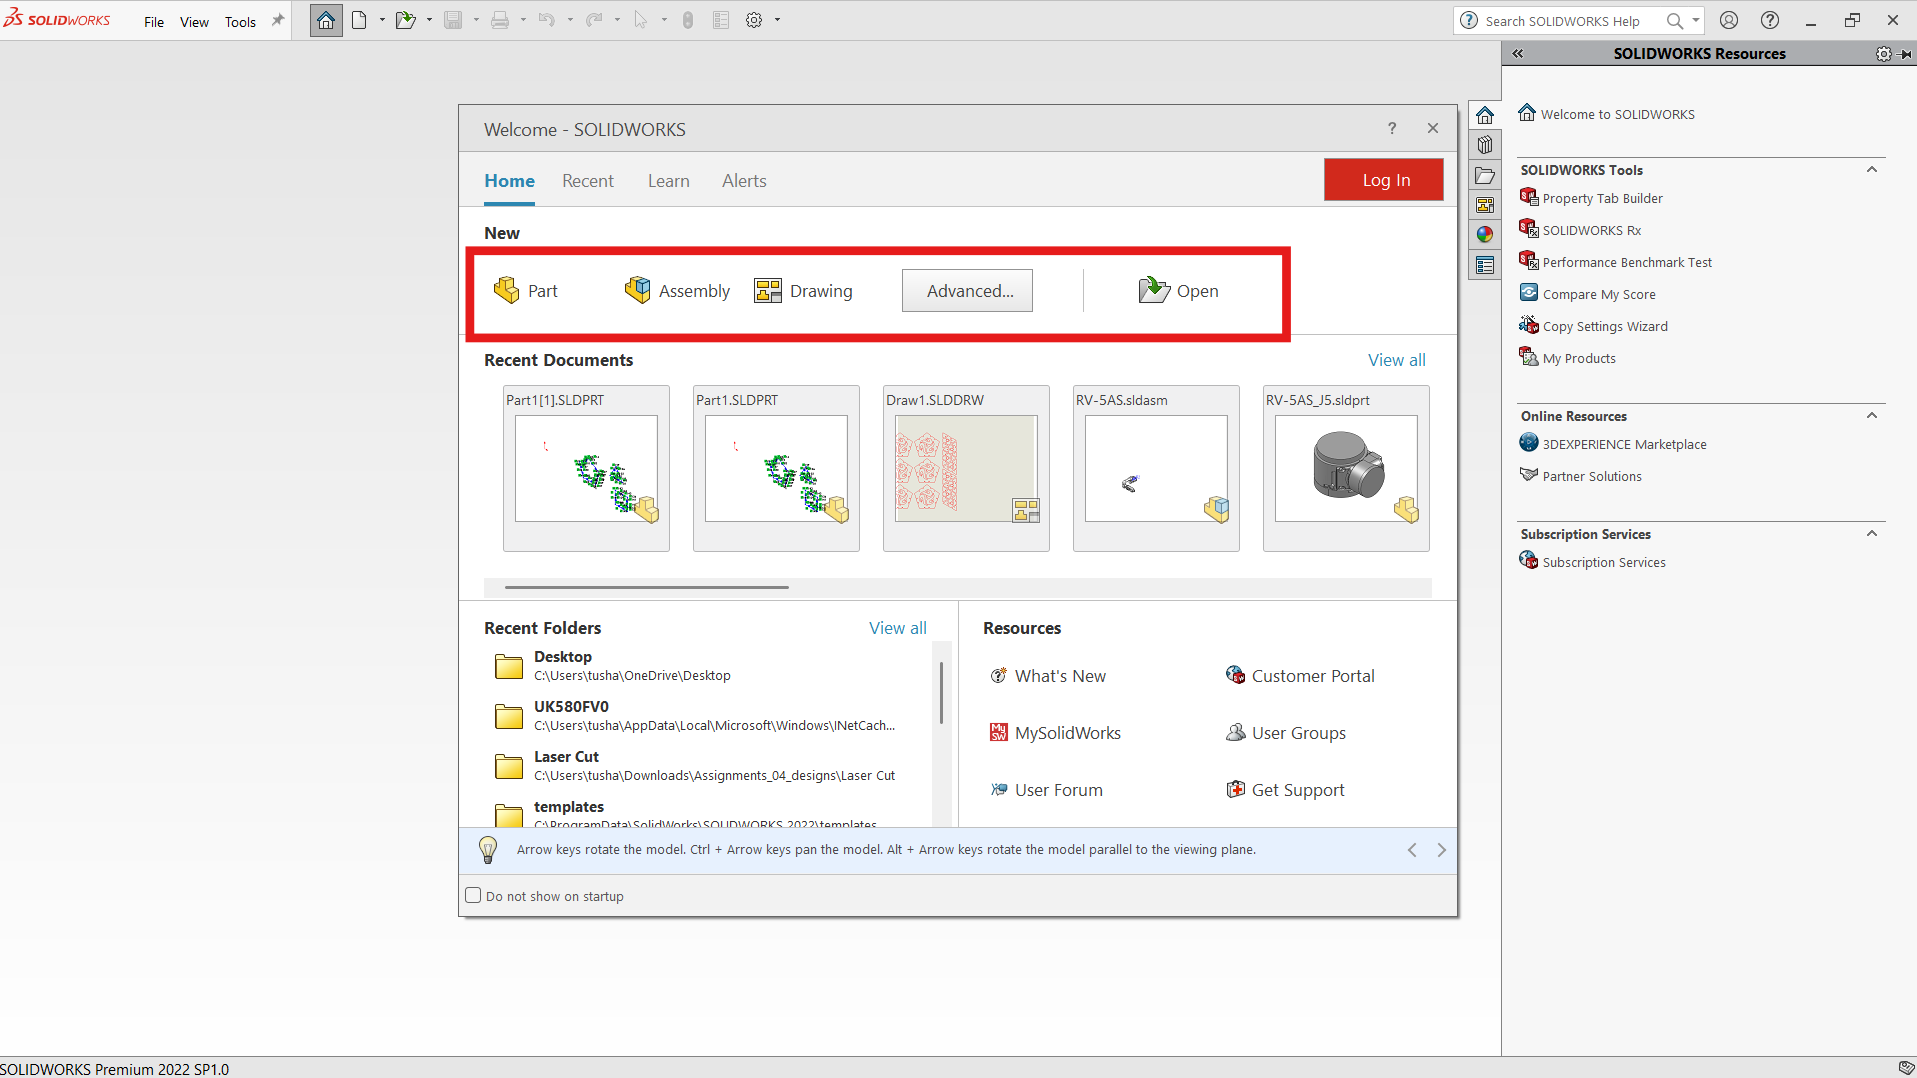 SOLIDWORKS File View Tools
Search SOLIDWORKS Help
SOLIDWORKS Resources
Welcome to SOLIDWORKS
SOLIDWORKS Tools
Property Tab Builder
SOLIDWORKS Rx
Performance Benchmark Test
Compare My Score
Copy Settings Wizard
My Products
Online Resources
3DEXPERIENCE Marketplace
Partner Solutions
Subscription Services
Subscription Services
Welcome - SOLIDWORKS
Home Recent Learn Alerts Log In
New
Part Assembly Drawing Advanced... Open
Recent Documents View all
Part1[1].SLDPRT Part1.SLDPRT Draw1.SLDDRW RV-5AS.sldasm RV-5AS_J5.sldprt
Recent Folders View all
Desktop
C:\Users\tusha\OneDrive\Desktop
UK580FV0
C:\Users\tusha\AppData\Local\Microsoft\Windows\INetCach...
Laser Cut
C:\Users\tusha\Downloads\Assignments_04_designs\Laser Cut
templates
C:\ProgramData\SolidWorks\SOLIDWORKS 2022\templates
Resources
What's New Customer Portal
MySolidWorks User Groups
User Forum Get Support
Arrow keys rotate the model. Ctrl + Arrow keys pan the model. Alt + Arrow keys rotate the model parallel to the viewing plane.
Do not show on startup
SOLIDWORKS Premium 2022 SP1.0